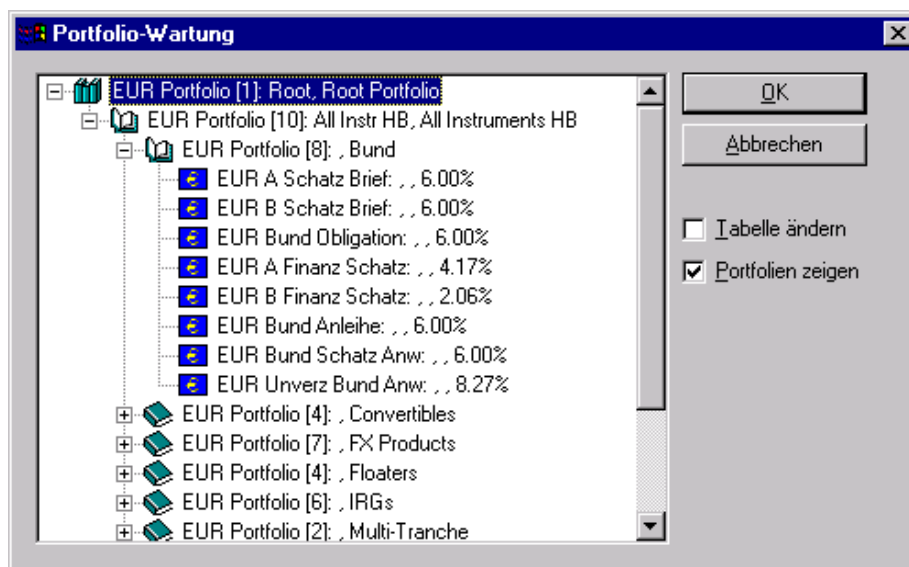 Portfolio-Wartung
EUR Portfolio [1]: Root, Root Portfolio
EUR Portfolio [10]: All Instr HB, All Instruments HB
EUR Portfolio [8]: , Bund
EUR A Schatz Brief: , , 6.00%
EUR B Schatz Brief: , , 6.00%
EUR Bund Obligation: , , 6.00%
EUR A Finanz Schatz: , , 4.17%
EUR B Finanz Schatz: , , 2.06%
EUR Bund Anleihe: , , 6.00%
EUR Bund Schatz Anw: , , 6.00%
EUR Unverz Bund Anw: , , 8.27%
EUR Portfolio [4]: , Convertibles
EUR Portfolio [7]: , FX Products
EUR Portfolio [4]: , Floaters
EUR Portfolio [6]: , IRGs
EUR Portfolio [2]: , Multi-Tranche
OK
Abbrechen
Tabelle ändern
Portfolien zeigen